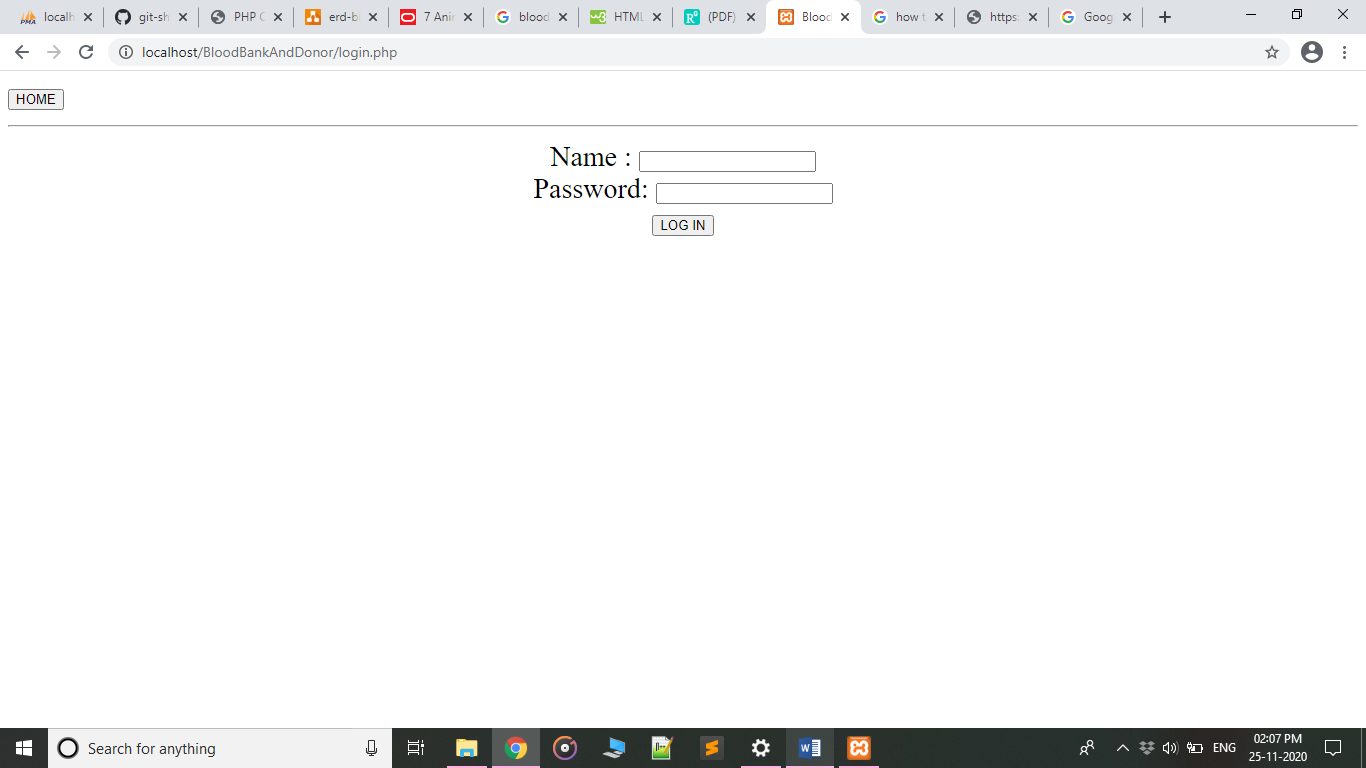 localh git-sh PHP C erd-bl 7 Anir blood HTML (PDF) Blood how t https: Goog
localhost/BloodBankAndDonor/login.php
HOME
Name :
Password:
LOG IN
Search for anything
ENG 02:07 PM
25-11-2020